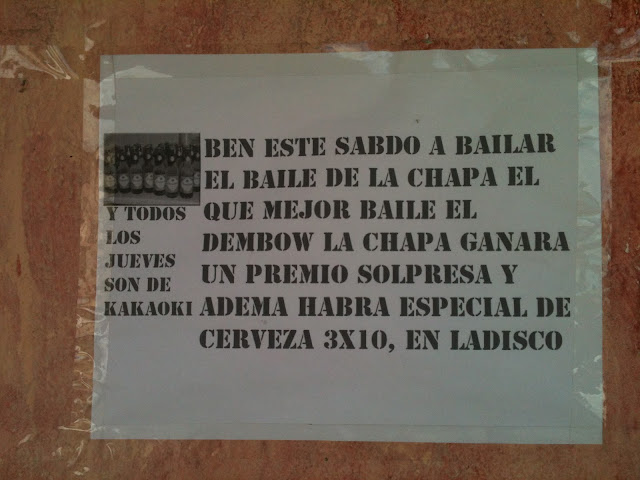 BEN ESTE SABDO A BAILAR
EL BAILE DE LA CHAPA EL
QUE MEJOR BAILE EL
DEMBOW LA CHAPA GANARA
UN PREMIO SOLPRESA Y
ADEMA HABRA ESPECIAL DE
CERVEZA 3X10, EN LADISCO
Y TODOS
LOS
JUEVES
SON DE
KAKAOKI